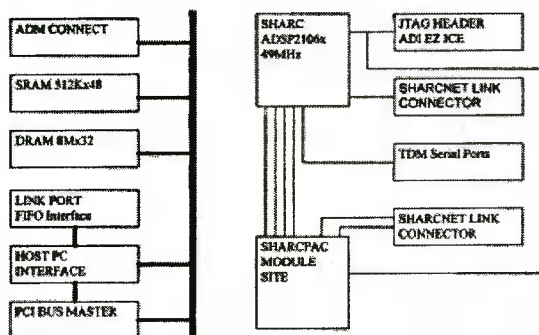 ADM CONNECT
SRAM 512Kx48
DRAM 8Mx32
LINK PORT
FIFO Interface
HOST PC
INTERFACE
PCI BUS MASTER
SHARC
ADSP2106x
49MHz
JTAG HEADER
ADI EZ ICE
SHARCNET LINK
CONNECTOR
TDM Serial Ports
SHARCNET LINK
CONNECTOR
SHARCPAC
MODULE
SITE